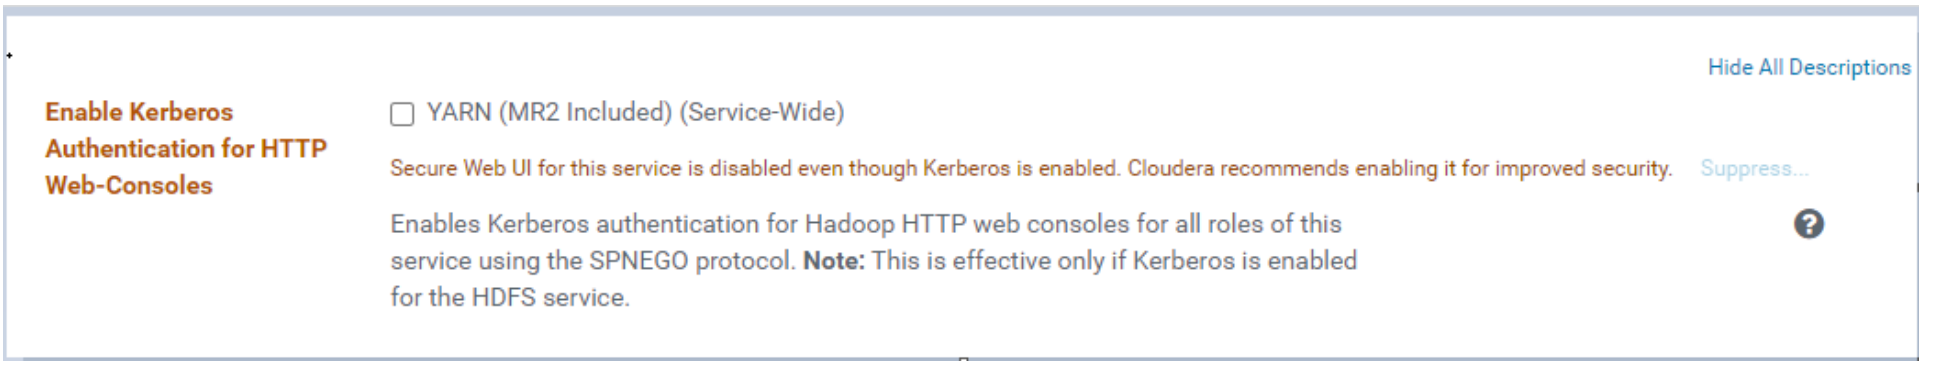 Hide All Descriptions
Enable Kerberos
Authentication for HTTP
Web-Consoles
YARN (MR2 Included) (Service-Wide)
Secure Web UI for this service is disabled even though Kerberos is enabled. Cloudera recommends enabling it for improved security. Suppress...
Enables Kerberos authentication for Hadoop HTTP web consoles for all roles of this
service using the SPNEGO protocol. Note: This is effective only if Kerberos is enabled
for the HDFS service.
?